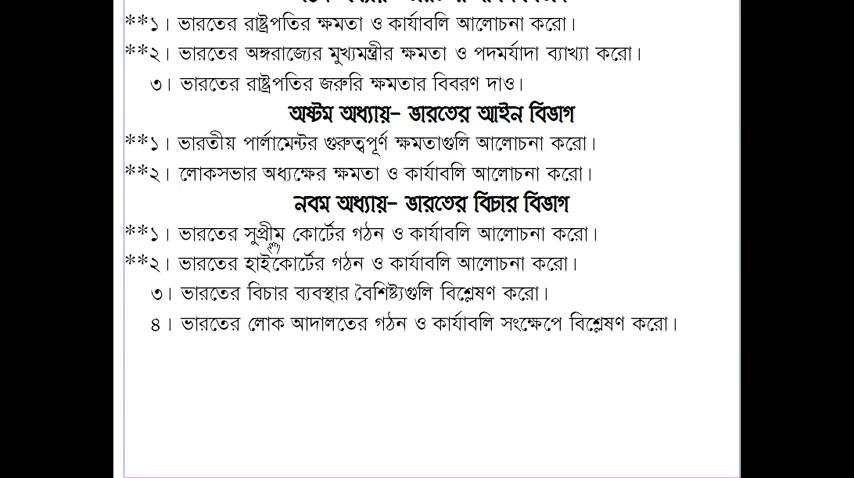 **১। ভারতের রাষ্ট্রপতির ক্ষমতা ও কার্যাবলি আলোচনা করো।
**২। ভারতের অঙ্গরাজ্যের মুখ্যমন্ত্রীর ক্ষমতা ও পদমর্যাদা ব্যাখ্যা করো।
৩। ভারতের রাষ্ট্রপতির জরুরি ক্ষমতার বিবরণ দাও।
অষ্টম অধ্যায়- ভারতের আইন বিভাগ
**১। ভারতীয় পার্লামেন্টর গুরুত্বপূর্ণ ক্ষমতাগুলি আলোচনা করো।
**২। লোকসভার অধ্যক্ষের ক্ষমতা ও কার্যাবলি আলোচনা করো।
নবম অধ্যায়- ভারতের বিচার বিভাগ
**১। ভারতের সুপ্রীম কোর্টের গঠন ও কার্যাবলি আলোচনা করো।
**২। ভারতের হাইকোর্টের গঠন ও কার্যাবলি আলোচনা করো।
৩। ভারতের বিচার ব্যবস্থার বৈশিষ্ট্যগুলি বিশ্লেষণ করো।
৪। ভারতের লোক আদালতের গঠন ও কার্যাবলি সংক্ষেপে বিশ্লেষণ করো।